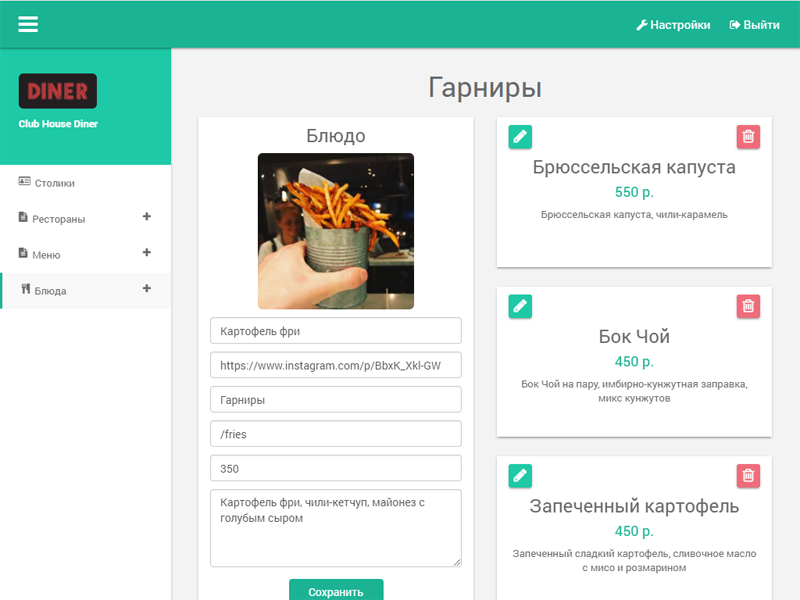 Настройки
Выйти
DINER
Club House Diner
Столики
Рестораны
Меню
Блюда
Гарниры
Блюдо
Картофель фри
https://www.instagram.com/p/BbxK_Xkl-GW
Гарниры
/fries
350
Картофель фри, чили-кетчуп, майонез с
голубым сыром
Сохранить
Брюссельская капуста
550 р.
Брюссельская капуста, чили-карамель
Бок Чой
450 р.
Бок Чой на пару, имбирно-кунжутная заправка,
микс кунжутов
Запеченный картофель
450 р.
Запеченный сладкий картофель, сливочное масло
с мисо и розмарином